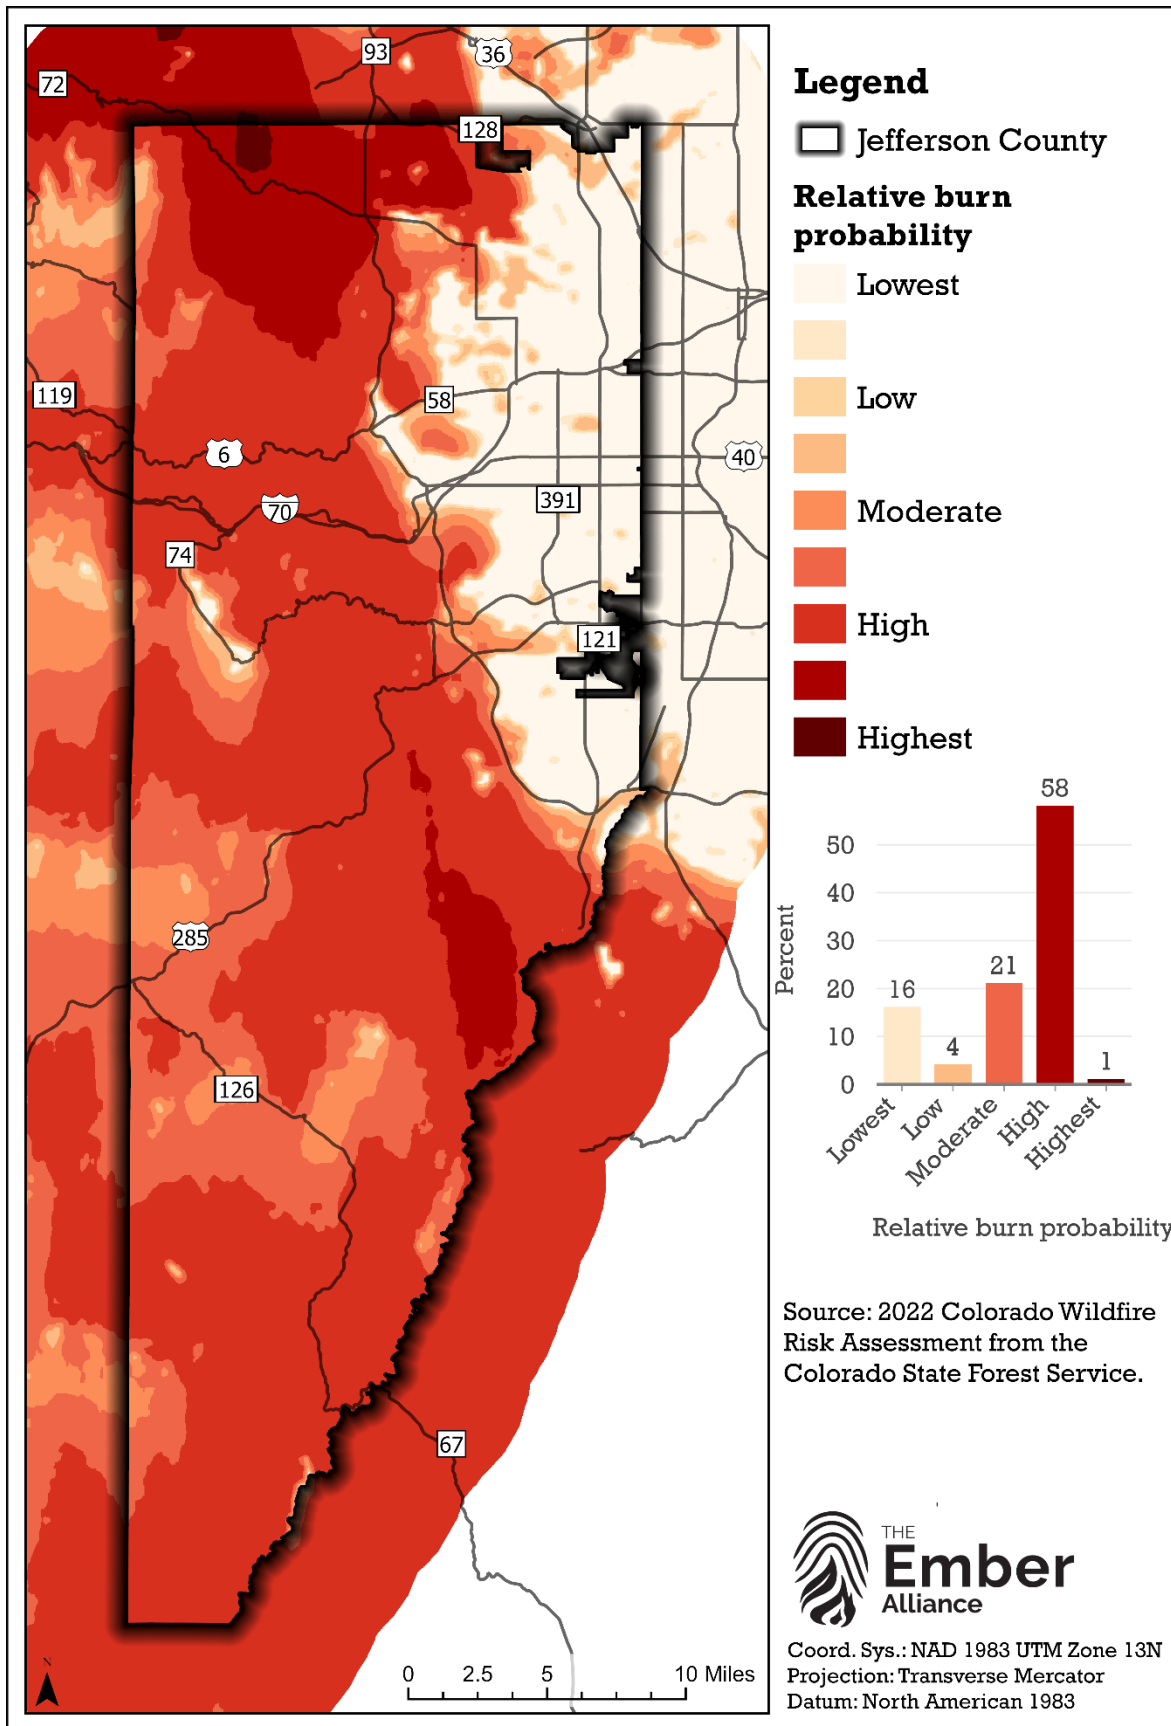 93
36
72
128
119
58
6
40
70
391
74
121
285
126
67
N
0 2.5 5 10 Miles
Legend
Jefferson County
Relative burn
probability
Lowest
Low
Moderate
High
Highest
58
50
40
30
21
20
16
10
4
1
0
Percent
Lowest
Low
Moderate
High
Highest
Relative burn probability
Source: 2022 Colorado Wildfire
Risk Assessment from the
Colorado State Forest Service.
THE
Ember
Alliance
Coord. Sys.: NAD 1983 UTM Zone 13N
Projection: Transverse Mercator
Datum: North American 1983